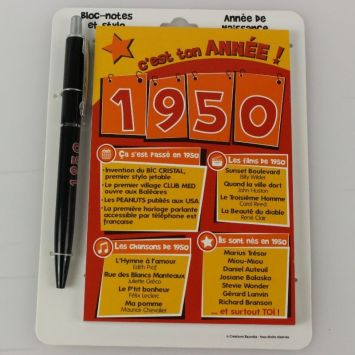 Bloc-notes
et stylo
Année de
Naissance
c'est ton ANNÉE !
1950
1950
Ça s'est passé en 1950
• Invention du BIC CRISTAL,
premier stylo jetable
• Le premier village CLUB MED
ouvre aux Baléares
• Les PEANUTS publiés aux USA
• La première horloge parlante
accessible par téléphone est
française
Les films de 1950
Sunset Boulevard
Billy Wilder
Quand la ville dort
John Huston
Le Troisième Homme
Carol Reed
La Beauté du diable
René Clair
Les chansons de 1950
L'Hymne à l'amour
Edith Piaf
Rue des Blancs Manteaux
Juliette Gréco
Le P'tit bonheur
Félix Leclerc
Ma pomme
Maurice Chevalier
Ils sont nés en 1950
Marius Trésor
Miou-Miou
Daniel Auteuil
Josiane Balasko
Stevie Wonder
Gérard Lanvin
Richard Branson
... et surtout TOI !